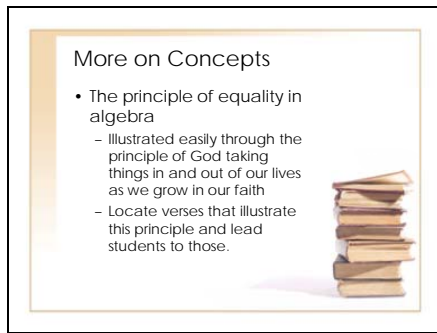 More on Concepts
• The principle of equality in
algebra
– Illustrated easily through the
principle of God taking
things in and out of our lives
as we grow in our faith
– Locate verses that illustrate
this principle and lead
students to those.